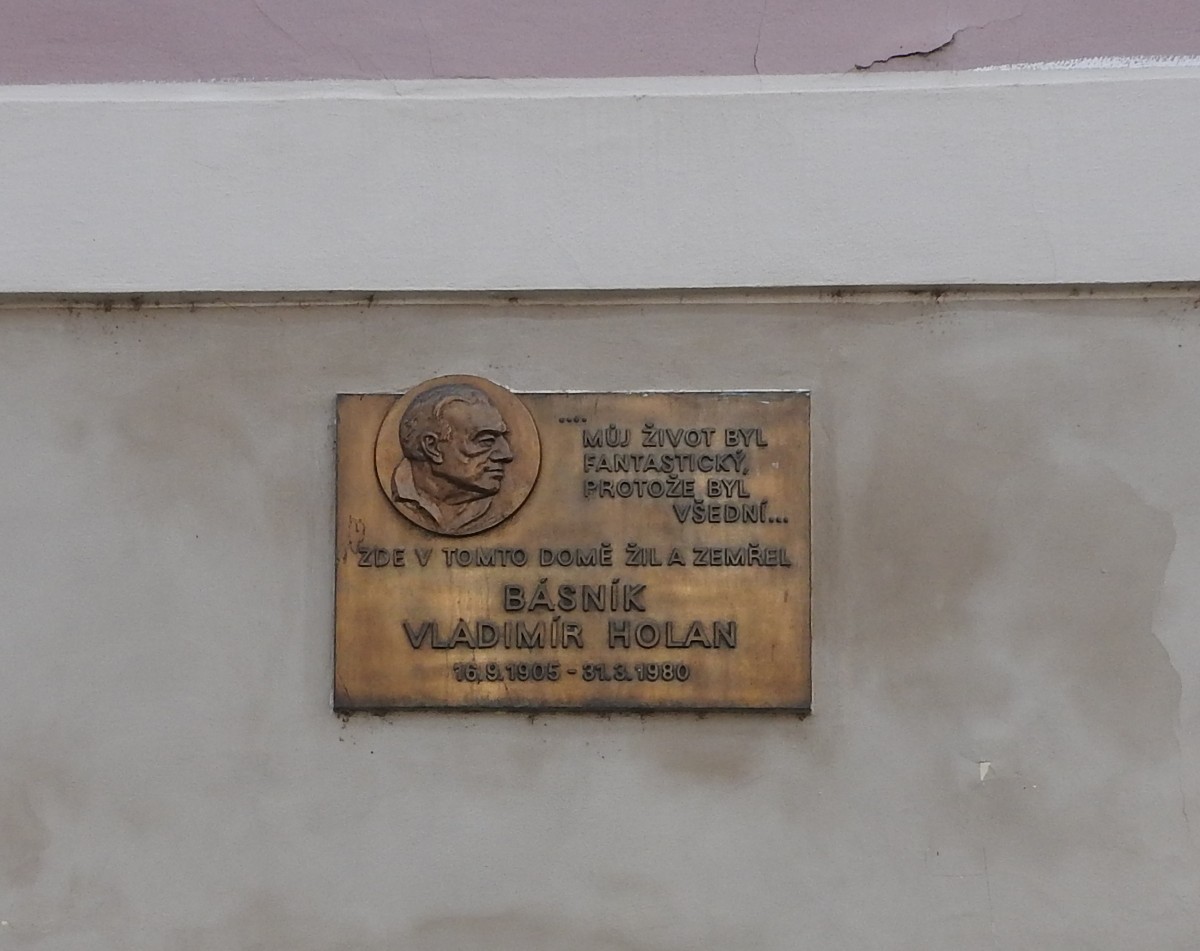 ....
MŮJ ŽIVOT BYL
FANTASTICKÝ,
PROTOŽE BYL
VŠEDNÍ...
ZDE V TOMTO DOMĚ ŽIL A ZEMŘEL
BÁSNÍK
VLADIMÍR HOLAN
16.9.1905 - 31.3.1980